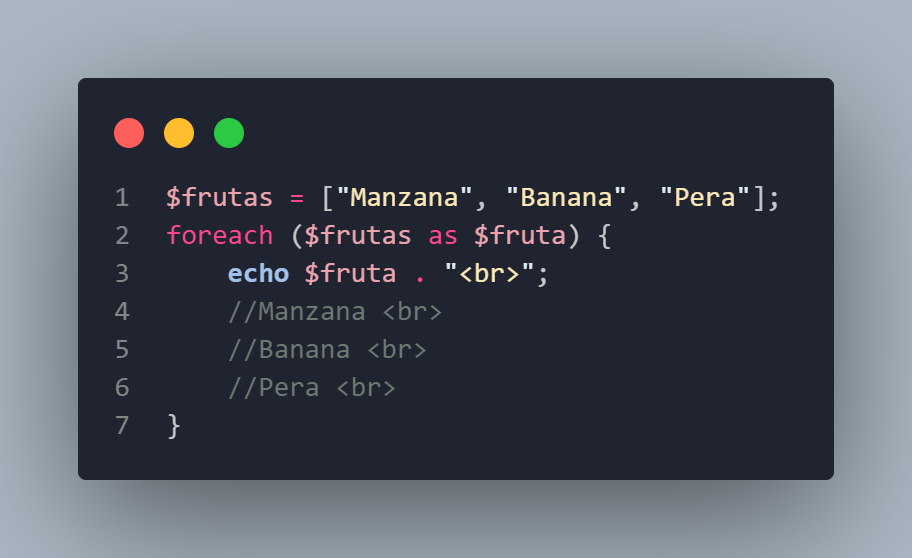 1 $frutas = ["Manzana", "Banana", "Pera"];
2 foreach ($frutas as $fruta) {
3     echo $fruta . "<br>";
4     //Manzana <br>
5     //Banana <br>
6     //Pera <br>
7 }